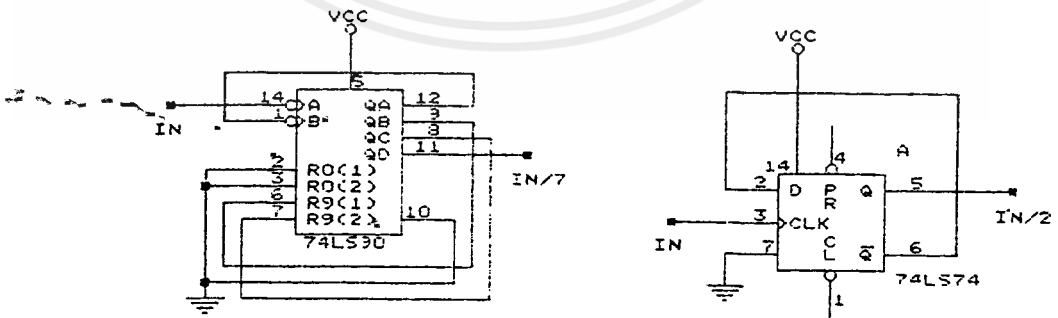 VCC
5
14 A QA 12
1 B QB 9
QC 8
QD 11
IN
IN/7
2 R0(1)
3 R0(2)
6 R9(1)
R9(2) 10
74LS90
VCC
14 4 A
2 D PR Q 5
IN/2
3 CLK
IN
7 CL Q̅ 6
74LS74
1